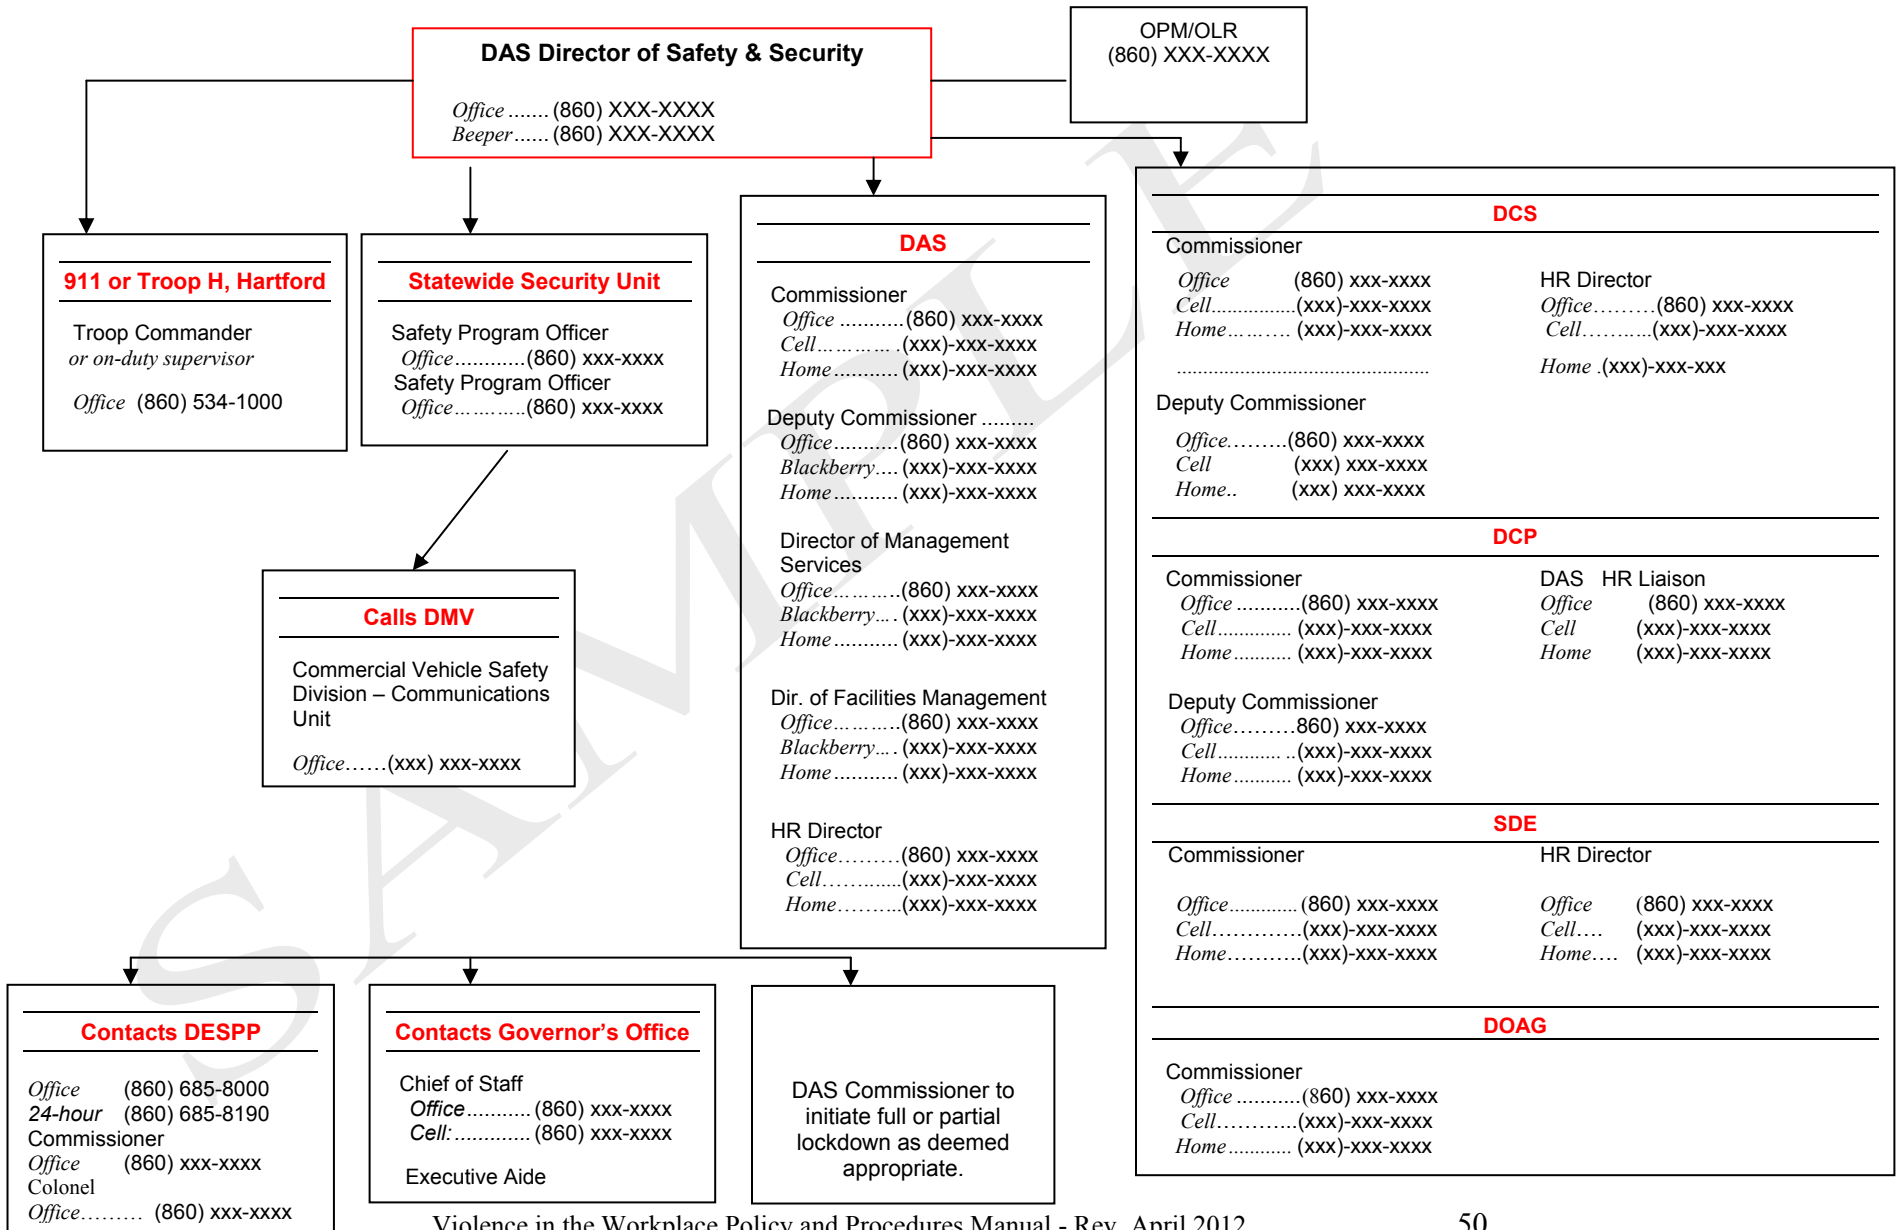 DAS Director of Safety & Security
Office ....... (860) XXX-XXXX
Beeper...... (860) XXX-XXXX
OPM/OLR
(860) XXX-XXXX
911 or Troop H, Hartford
Troop Commander
or on-duty supervisor
Office (860) 534-1000
Statewide Security Unit
Safety Program Officer
Office............(860) xxx-xxxx
Safety Program Officer
Office...……..(860) xxx-xxxx
Calls DMV
Commercial Vehicle Safety
Division – Communications
Unit
Office……(xxx) xxx-xxxx
DAS
Commissioner
Office ...........(860) xxx-xxxx
Cell………… .(xxx)-xxx-xxxx
Home ........... (xxx)-xxx-xxxx
Deputy Commissioner .........
Office...........(860) xxx-xxxx
Blackberry.... (xxx)-xxx-xxxx
Home ........... (xxx)-xxx-xxxx
Director of Management
Services
Office……...(860) xxx-xxxx
Blackberry... . (xxx)-xxx-xxxx
Home ........... (xxx)-xxx-xxxx
Dir. of Facilities Management
Office……...(860) xxx-xxxx
Blackberry... . (xxx)-xxx-xxxx
Home ........... (xxx)-xxx-xxxx
HR Director
Office………(860) xxx-xxxx
Cell…….......(xxx)-xxx-xxxx
Home……....(xxx)-xxx-xxxx
DCS
Commissioner
Office (860) xxx-xxxx
Cell................(xxx)-xxx-xxxx
Home…….... (xxx)-xxx-xxxx
................................................
HR Director
Office………(860) xxx-xxxx
Cell……......(xxx)-xxx-xxxx
Home .(xxx)-xxx-xxx
Deputy Commissioner
Office……...(860) xxx-xxxx
Cell (xxx) xxx-xxxx
Home.. (xxx) xxx-xxxx
DCP
Commissioner
Office ...........(860) xxx-xxxx
Cell.............. (xxx)-xxx-xxxx
Home ........... (xxx)-xxx-xxxx
DAS HR Liaison
Office (860) xxx-xxxx
Cell (xxx)-xxx-xxxx
Home (xxx)-xxx-xxxx
Deputy Commissioner
Office………860) xxx-xxxx
Cell............. ..(xxx)-xxx-xxxx
Home ........... (xxx)-xxx-xxxx
SDE
Commissioner
Office............. (860) xxx-xxxx
Cell………….(xxx)-xxx-xxxx
Home………..(xxx)-xxx-xxxx
HR Director
Office (860) xxx-xxxx
Cell…. (xxx)-xxx-xxxx
Home…. (xxx)-xxx-xxxx
DOAG
Commissioner
Office ...........(860) xxx-xxxx
Cell………...(xxx)-xxx-xxxx
Home ............ (xxx)-xxx-xxxx
Contacts DESPP
Office (860) 685-8000
24-hour (860) 685-8190
Commissioner
Office (860) xxx-xxxx
Colonel
Office……… (860) xxx-xxxx
Contacts Governor’s Office
Chief of Staff
Office ........... (860) xxx-xxxx
Cell: ............. (860) xxx-xxxx
Executive Aide
DAS Commissioner to
initiate full or partial
lockdown as deemed
appropriate.
SAMPLE
Violence in the Workplace Policy and Procedures Manual - Rev. April 2012 50